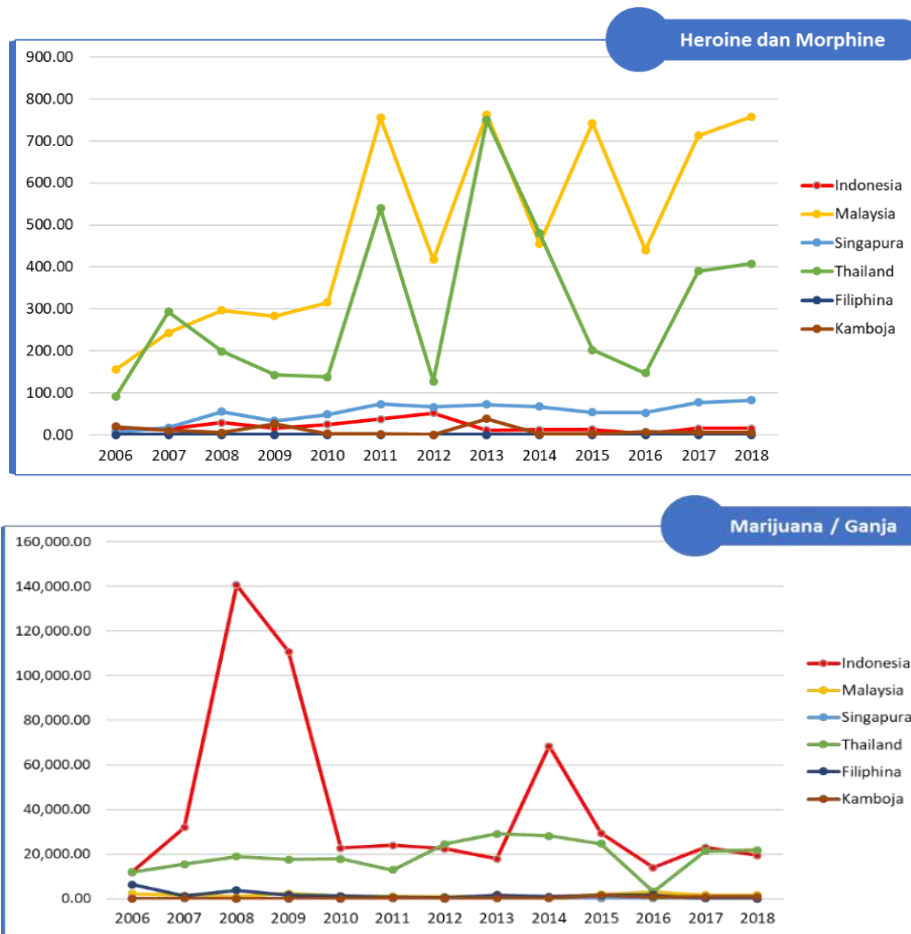 Heroine dan Morphine
900.00
800.00
700.00
600.00
500.00
400.00
300.00
200.00
100.00
0.00
2006 2007 2008 2009 2010 2011 2012 2013 2014 2015 2016 2017 2018
Indonesia
Malaysia
Singapura
Thailand
Filiphina
Kamboja
Marijuana / Ganja
160,000.00
140,000.00
120,000.00
100,000.00
80,000.00
60,000.00
40,000.00
20,000.00
0.00
2006 2007 2008 2009 2010 2011 2012 2013 2014 2015 2016 2017 2018
Indonesia
Malaysia
Singapura
Thailand
Filiphina
Kamboja